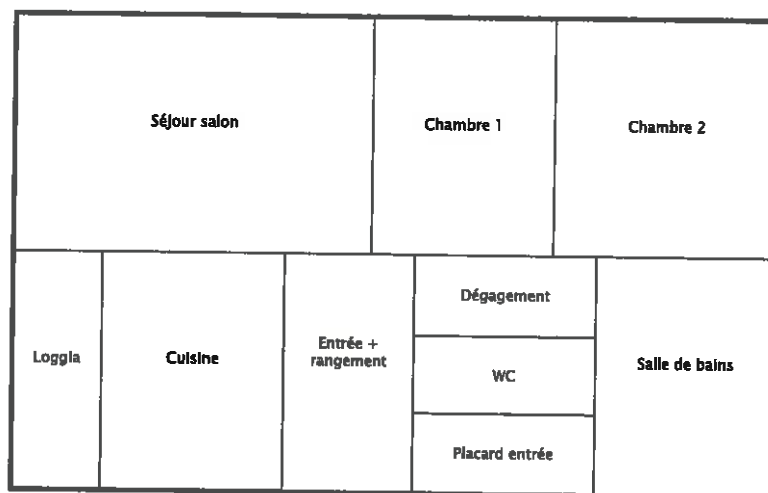 Séjour salon
Chambre 1
Chambre 2
Dégagement
Loggia
Cuisine
Entrée +
rangement
WC
Salle de bains
Placard entrée